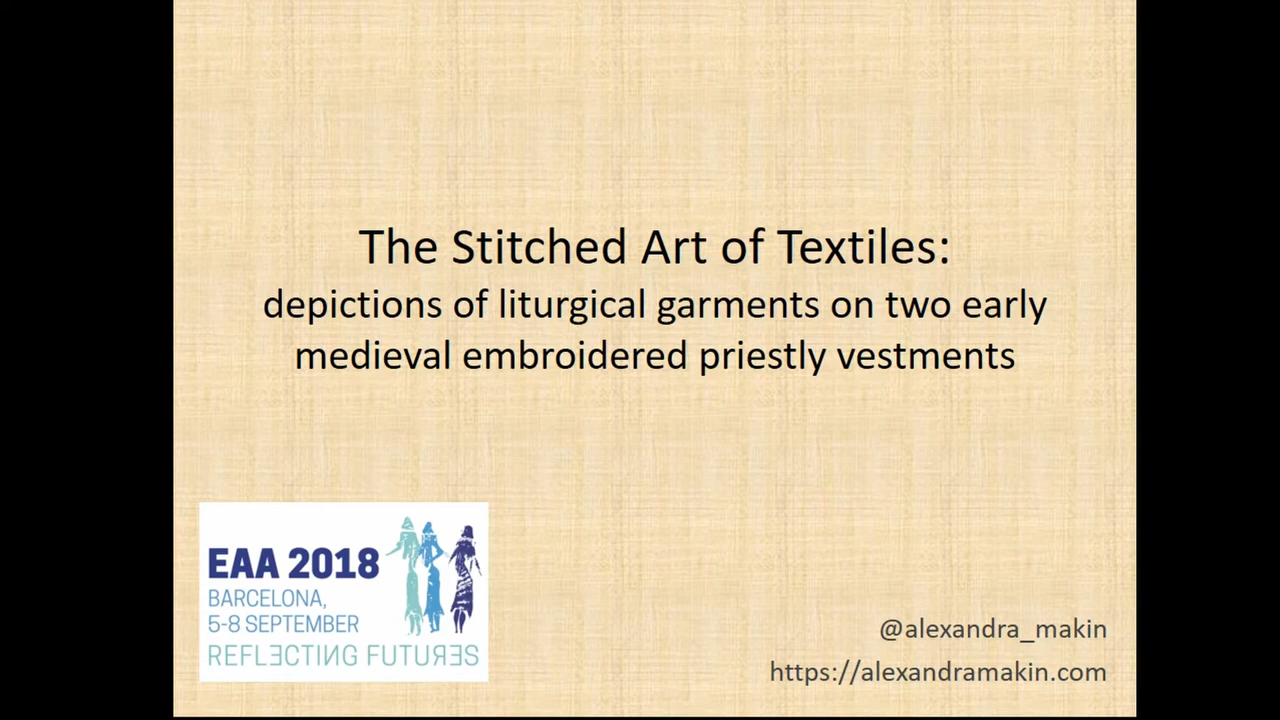 The Stitched Art of Textiles:
depictions of liturgical garments on two early
medieval embroidered priestly vestments
EAA 2018
BARCELONA,
5-8 SEPTEMBER
REFLECTING FUTURES
@alexandra_makin
https://alexandramakin.com